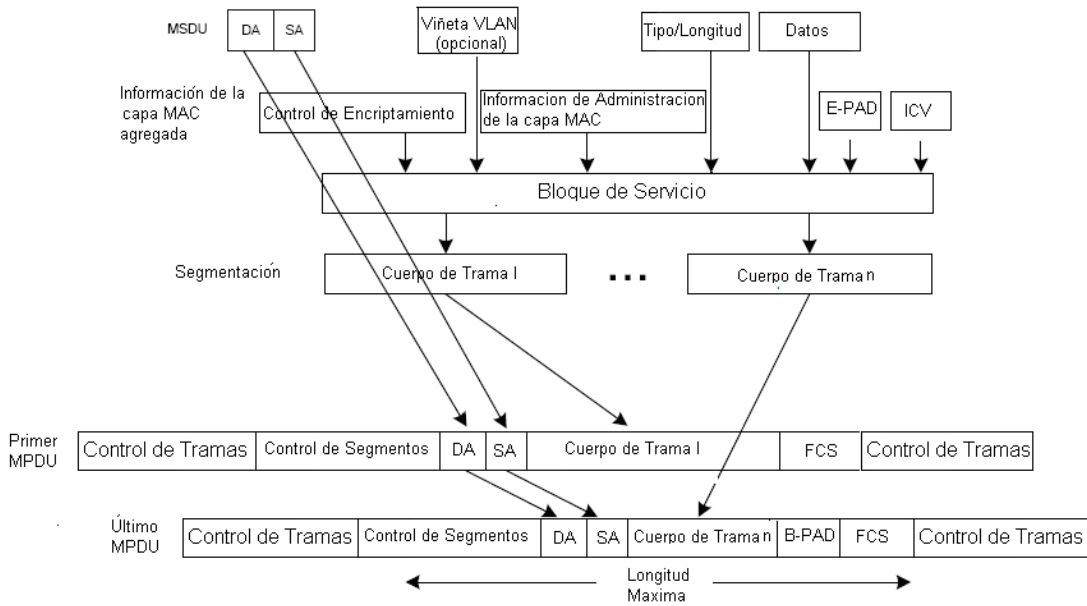 MSDU
DA
SA
Viñeta VLAN
(opcional)
Tipo/Longitud
Datos
Información de la
capa MAC
agregada
Control de Encriptamiento
Informacion de Administracion
de la capa MAC
E-PAD
ICV
Bloque de Servicio
Segmentación
Cuerpo de Trama I
...
Cuerpo de Trama n
Primer
MPDU
Control de Tramas
Control de Segmentos
DA
SA
Cuerpo de Trama I
FCS
Control de Tramas
Último
MPDU
Control de Tramas
Control de Segmentos
DA
SA
Cuerpo de Trama n
B-PAD
FCS
Control de Tramas
Longitud
Maxima